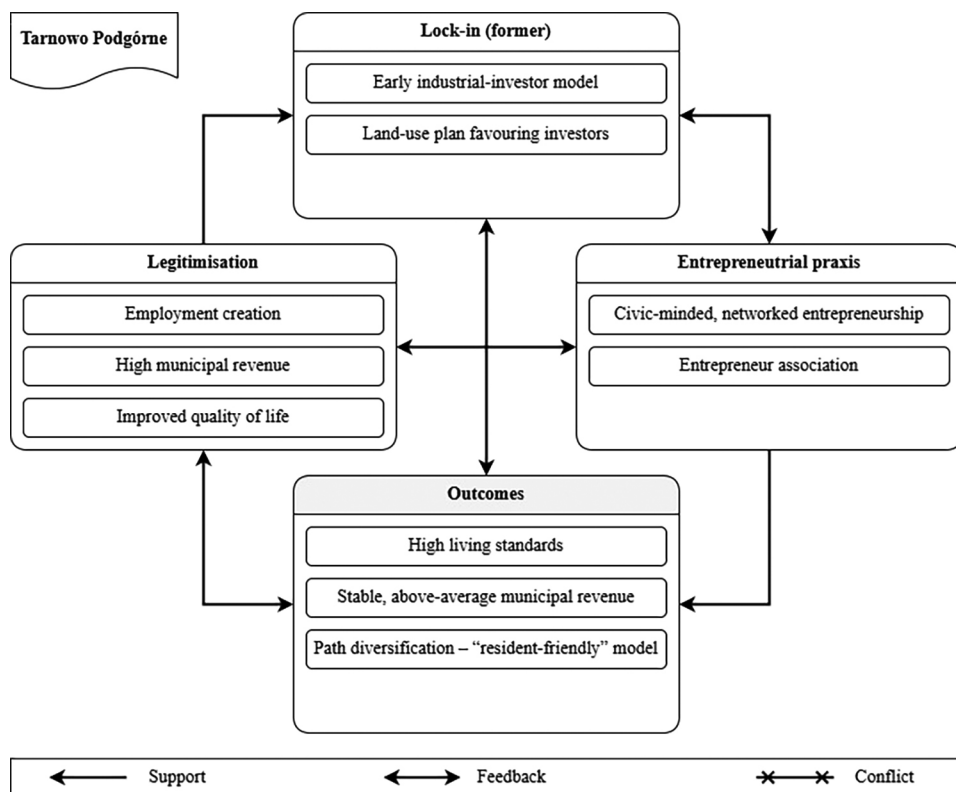 Tarnowo Podgórne
Lock-in (former)
Early industrial-investor model
Land-use plan favouring investors
Legitimisation
Employment creation
High municipal revenue
Improved quality of life
Entrepreneutrial praxis
Civic-minded, networked entrepreneurship
Entrepreneur association
Outcomes
High living standards
Stable, above-average municipal revenue
Path diversification – “resident-friendly” model
Support
Feedback
Conflict